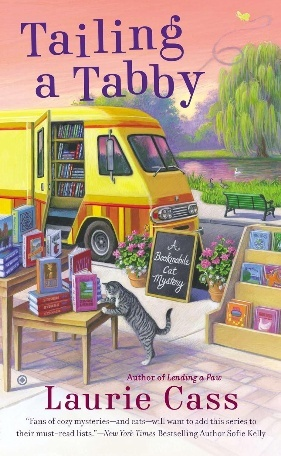 Tailing
a Tabby
A
Bookmobile
Cat
Mystery
Author of Lending a Paw
Laurie Cass
"Fans of cozy mysteries—and cats—will want to add this series
to their must-read lists."—New York Times Bestselling Author Sofie Kelly